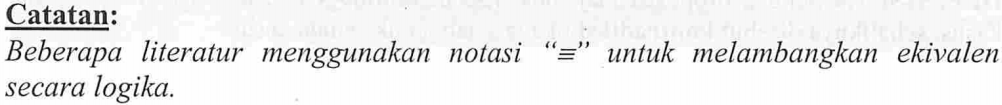 Catatan:
Beberapa literatur menggunakan notasi “≡” untuk melambangkan ekivalen
secara logika.